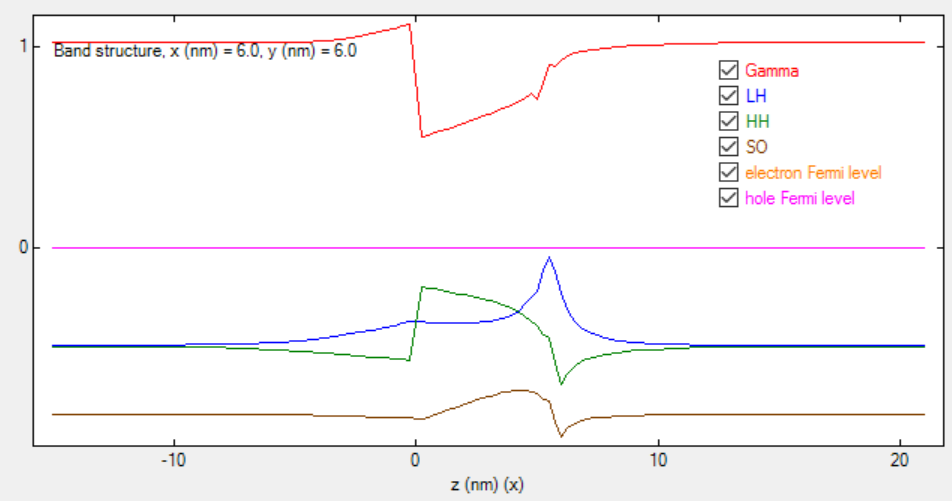 1
Band structure, x (nm) = 6.0, y (nm) = 6.0
Gamma
LH
HH
SO
electron Fermi level
hole Fermi level
0
-10 0 10 20
z (nm) (x)